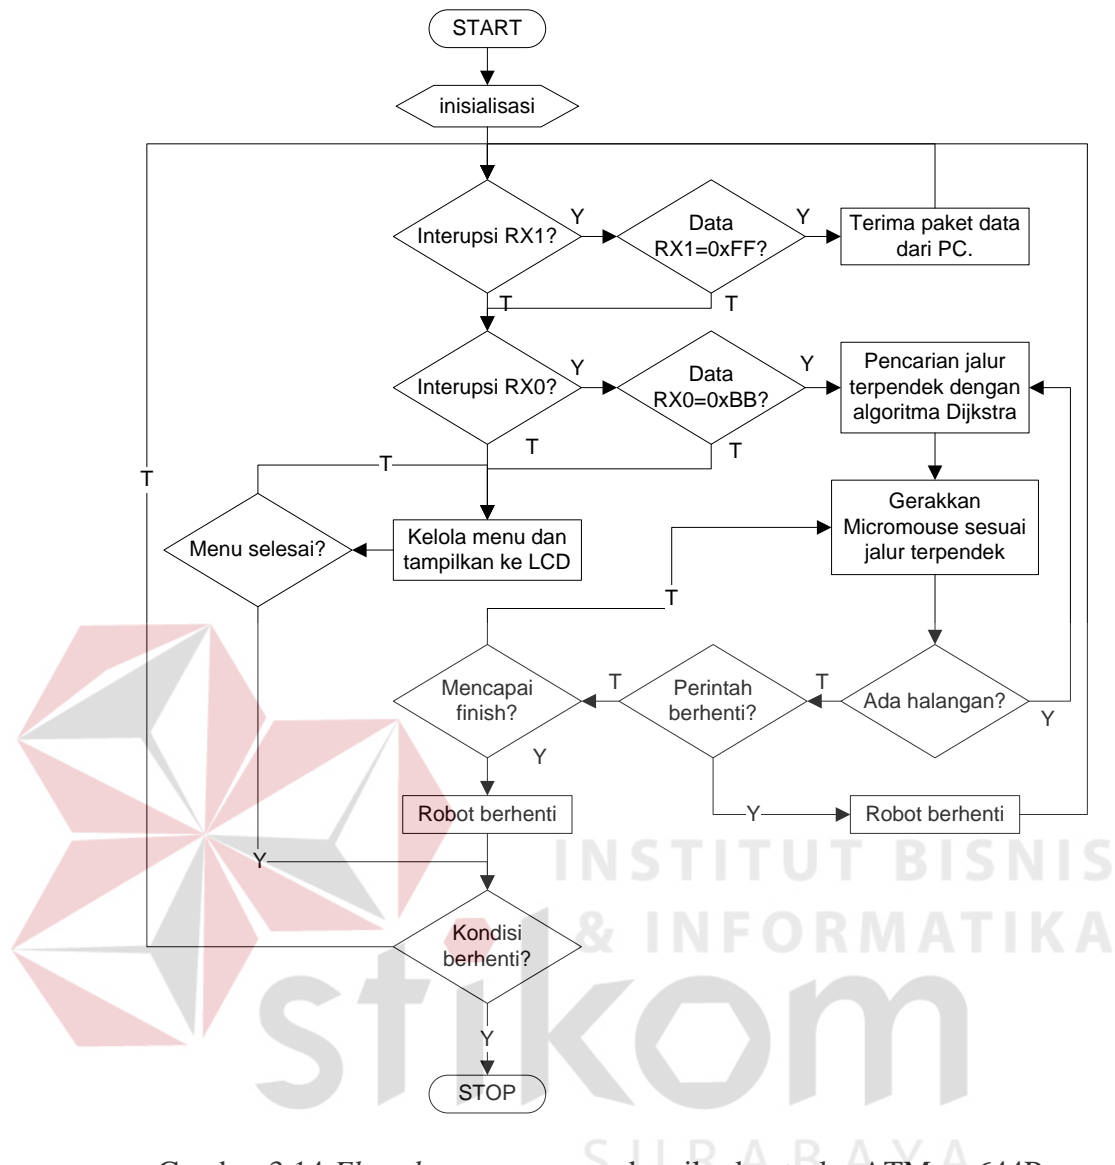 START
inisialisasi
Interupsi RX1?
Y
Data
RX1=0xFF?
Y
Terima paket data
dari PC.
T
T
Interupsi RX0?
Y
Data
RX0=0xBB?
Y
Pencarian jalur
terpendek dengan
algoritma Dijkstra
T
T
T
T
Menu selesai?
Kelola menu dan
tampilkan ke LCD
Gerakkan
Micromouse sesuai
jalur terpendek
T
Mencapai
finish?
T
Perintah
berhenti?
T
Ada halangan?
Y
Y
Robot berhenti
Y
Robot berhenti
Y
INSTITUT BISNIS
& INFORMATIKA
Kondisi
berhenti?
stikom
Y
STOP
SURABAYA